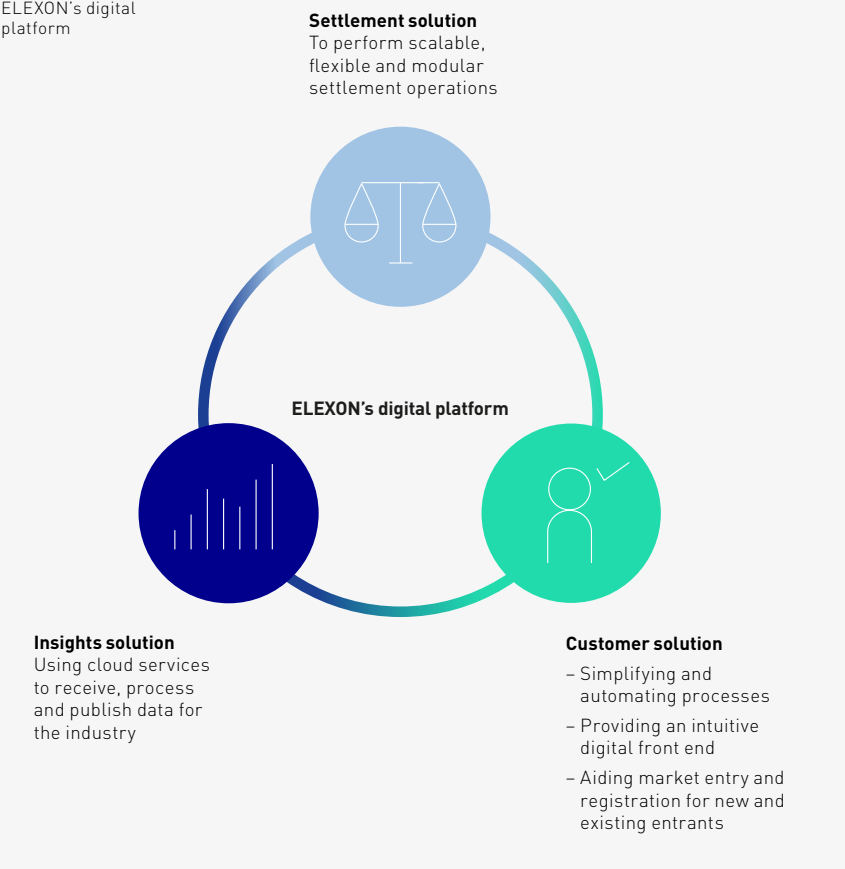 ELEXON's digital
platform
Settlement solution
To perform scalable,
flexible and modular
settlement operations
ELEXON's digital platform
Insights solution
Using cloud services
to receive, process
and publish data for
the industry
Customer solution
– Simplifying and
automating processes
– Providing an intuitive
digital front end
– Aiding market entry and
registration for new and
existing entrants